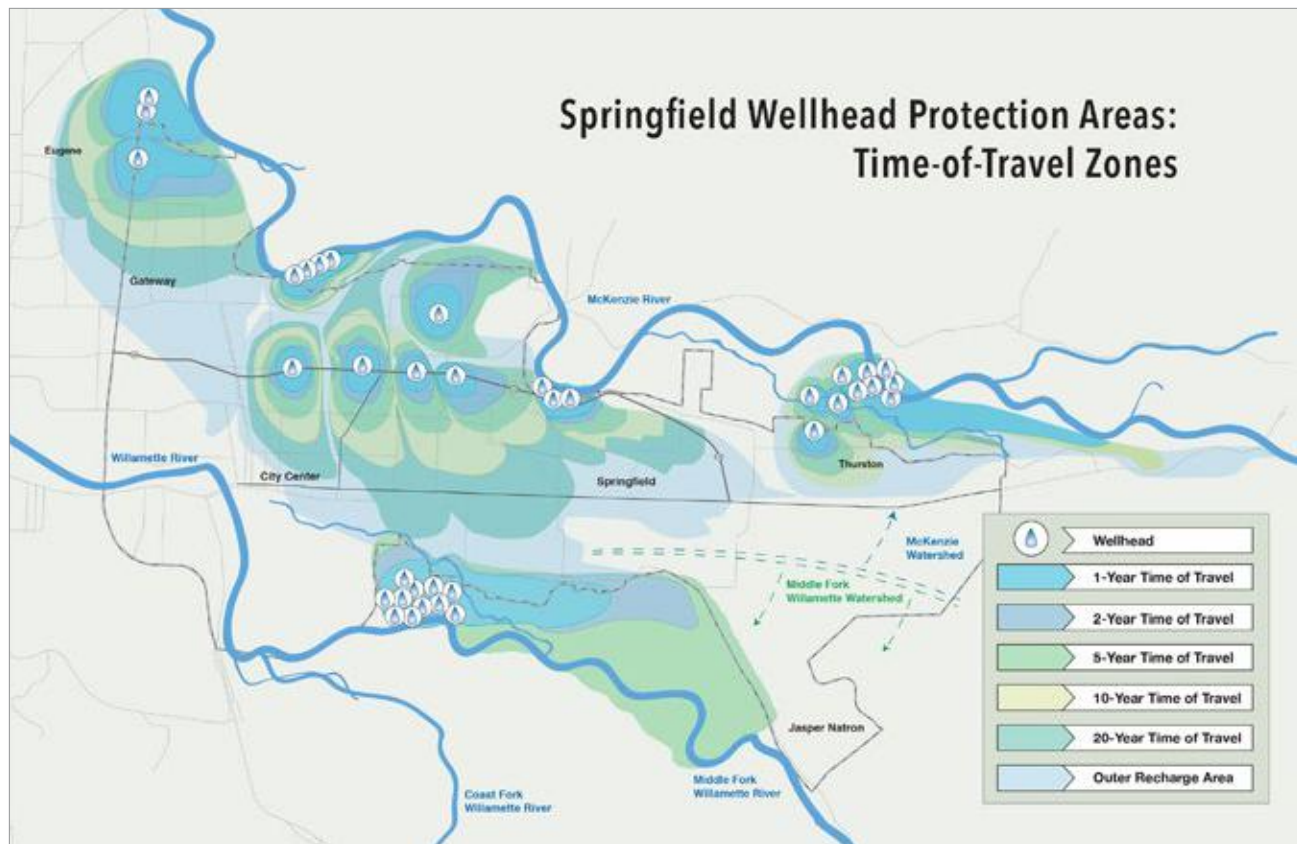 Springfield Wellhead Protection Areas:
Time-of-Travel Zones
Eugene
Gateway
McKenzie River
Willamette River
City Center
Springfield
Thurston
McKenzie
Watershed
Middle Fork
Willamette Watershed
Jasper Natron
Middle Fork
Willamette River
Coast Fork
Willamette River
Wellhead
1-Year Time of Travel
2-Year Time of Travel
5-Year Time of Travel
10-Year Time of Travel
20-Year Time of Travel
Outer Recharge Area